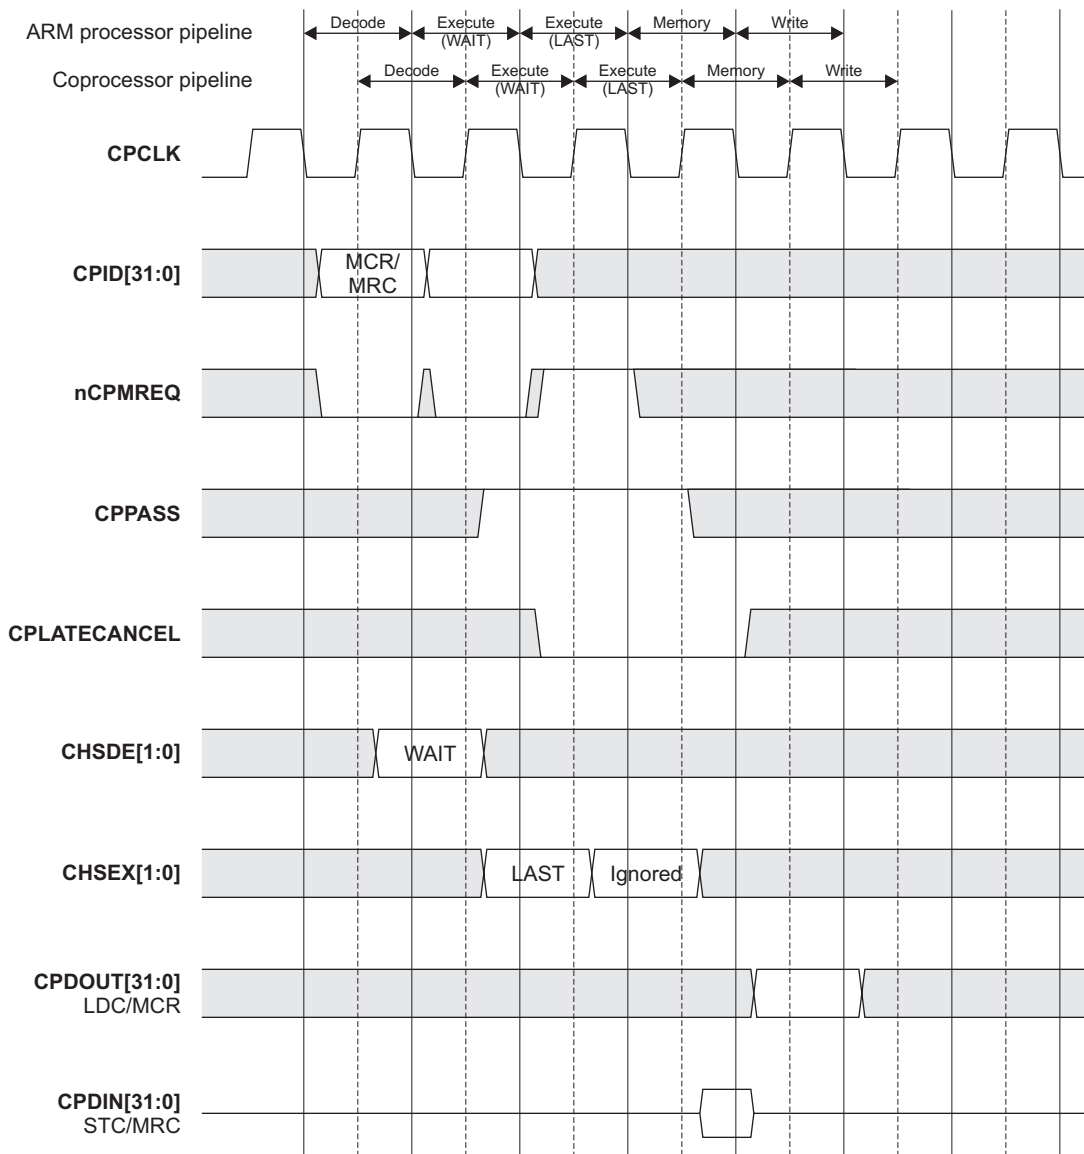 ARM processor pipeline
Decode Execute Execute Memory Write
(WAIT) (LAST)
Coprocessor pipeline
Decode Execute Execute Memory Write
(WAIT) (LAST)
CPCLK
CPID[31:0]
MCR/
MRC
nCPMREQ
CPPASS
CPLATECANCEL
CHSDE[1:0]
WAIT
CHSEX[1:0]
LAST Ignored
CPDOUT[31:0]
LDC/MCR
CPDIN[31:0]
STC/MRC